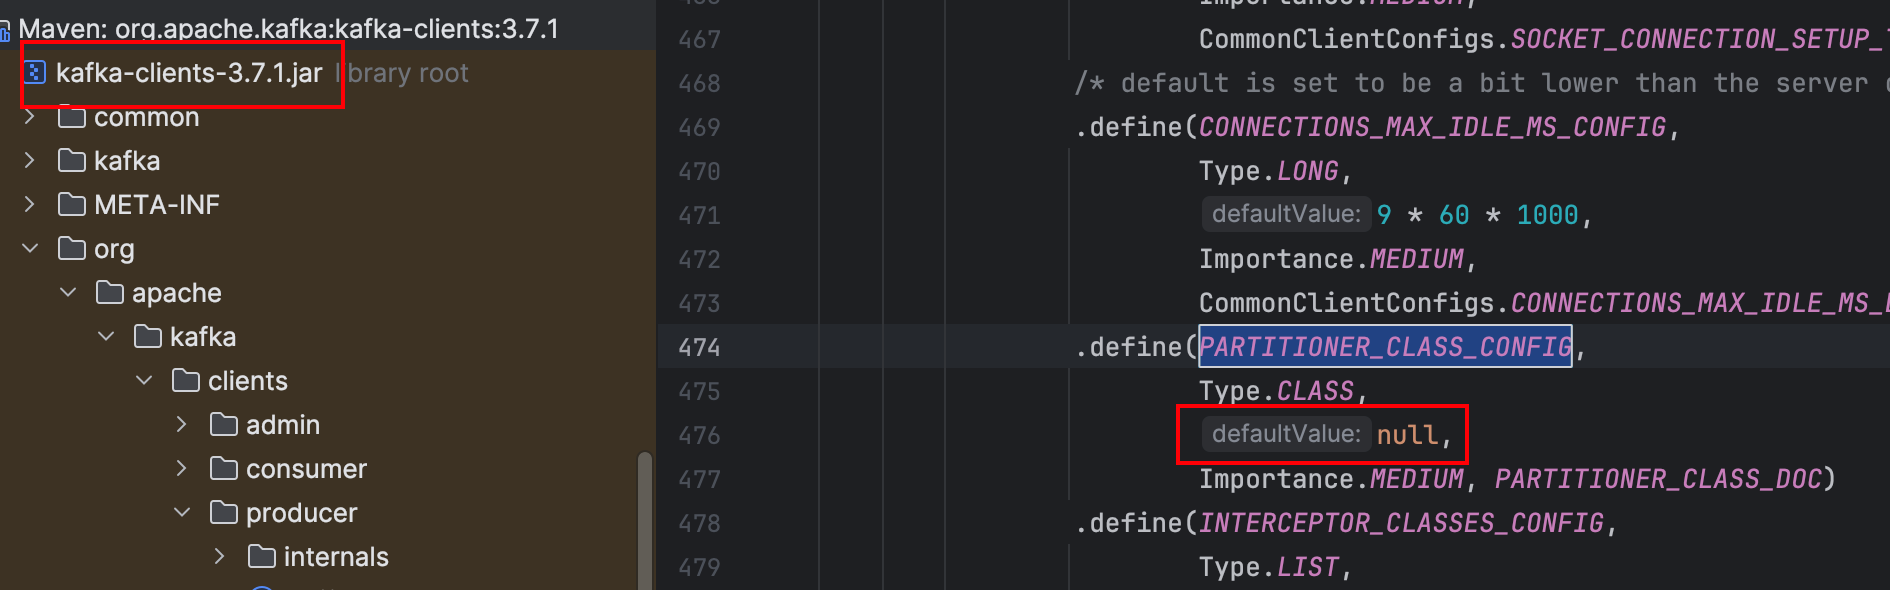 Maven: org.apache.kafka:kafka-clients:3.7.1
kafka-clients-3.7.1.jar library root
common
kafka
META-INF
org
apache
kafka
clients
admin
consumer
producer
internals
Importance.MEDIUM,
467 CommonClientConfigs.SOCKET_CONNECTION_SETUP_
468 /* default is set to be a bit lower than the server
469 .define(CONNECTIONS_MAX_IDLE_MS_CONFIG,
470 Type.LONG,
471 defaultValue: 9 * 60 * 1000,
472 Importance.MEDIUM,
473 CommonClientConfigs.CONNECTIONS_MAX_IDLE_MS_
474 .define(PARTITIONER_CLASS_CONFIG,
475 Type.CLASS,
476 defaultValue: null,
477 Importance.MEDIUM, PARTITIONER_CLASS_DOC)
478 .define(INTERCEPTOR_CLASSES_CONFIG,
479 Type.LIST,